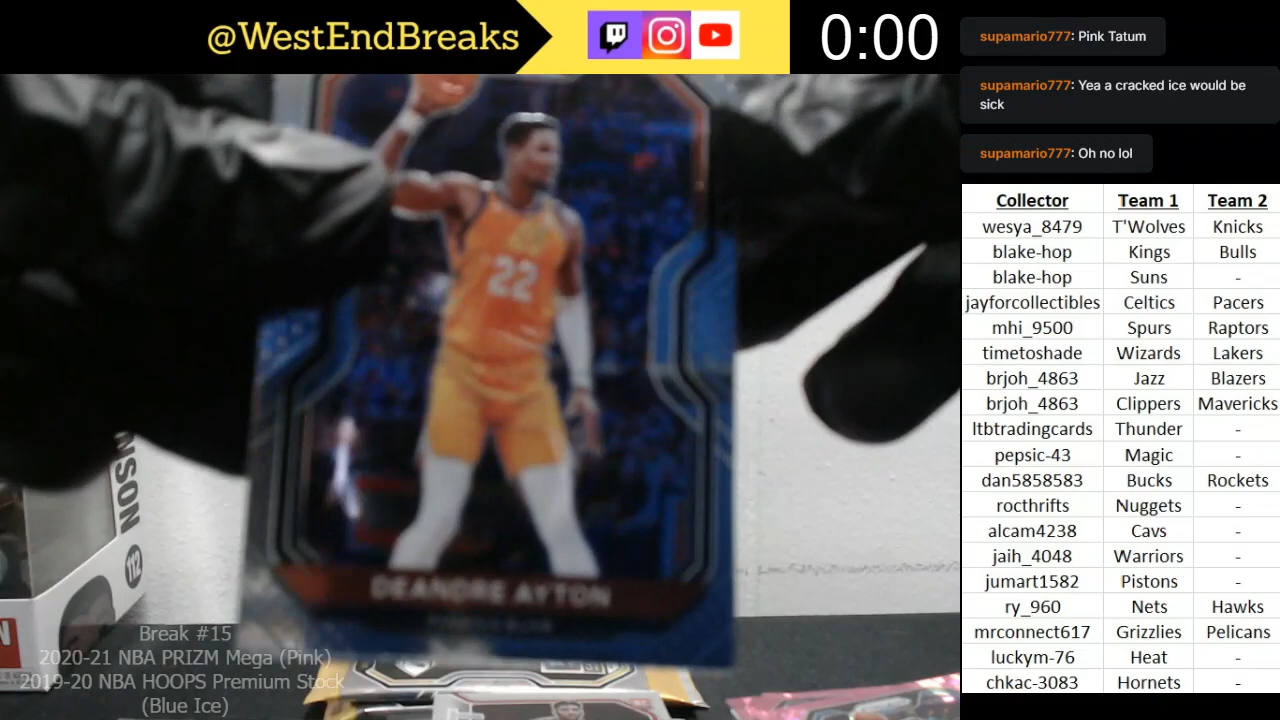 @WestEndBreaks
0:00
supamario777: Pink Tatum
supamario777: Yea a cracked ice would be
sick
supamario777: Oh no lol
Collector Team 1 Team 2
wesya_8479 T'Wolves Knicks
blake-hop Kings Bulls
blake-hop Suns -
jayforcollectibles Celtics Pacers
mhi_9500 Spurs Raptors
timetoshade Wizards Lakers
brjoh_4863 Jazz Blazers
brjoh_4863 Clippers Mavericks
ltbtradingcards Thunder -
pepsic-43 Magic -
dan5858583 Bucks Rockets
rocthrifts Nuggets -
alcam4238 Cavs -
jaih_4048 Warriors -
jumart1582 Pistons -
ry_960 Nets Hawks
mrconnect617 Grizzlies Pelicans
luckym-76 Heat -
chkac-3083 Hornets -
22
DEANDRE AYTON
NSON
112
N
Break #15
2020-21 NBA PRIZM Mega (Pink)
2019-20 NBA HOOPS Premium Stock
(Blue Ice)